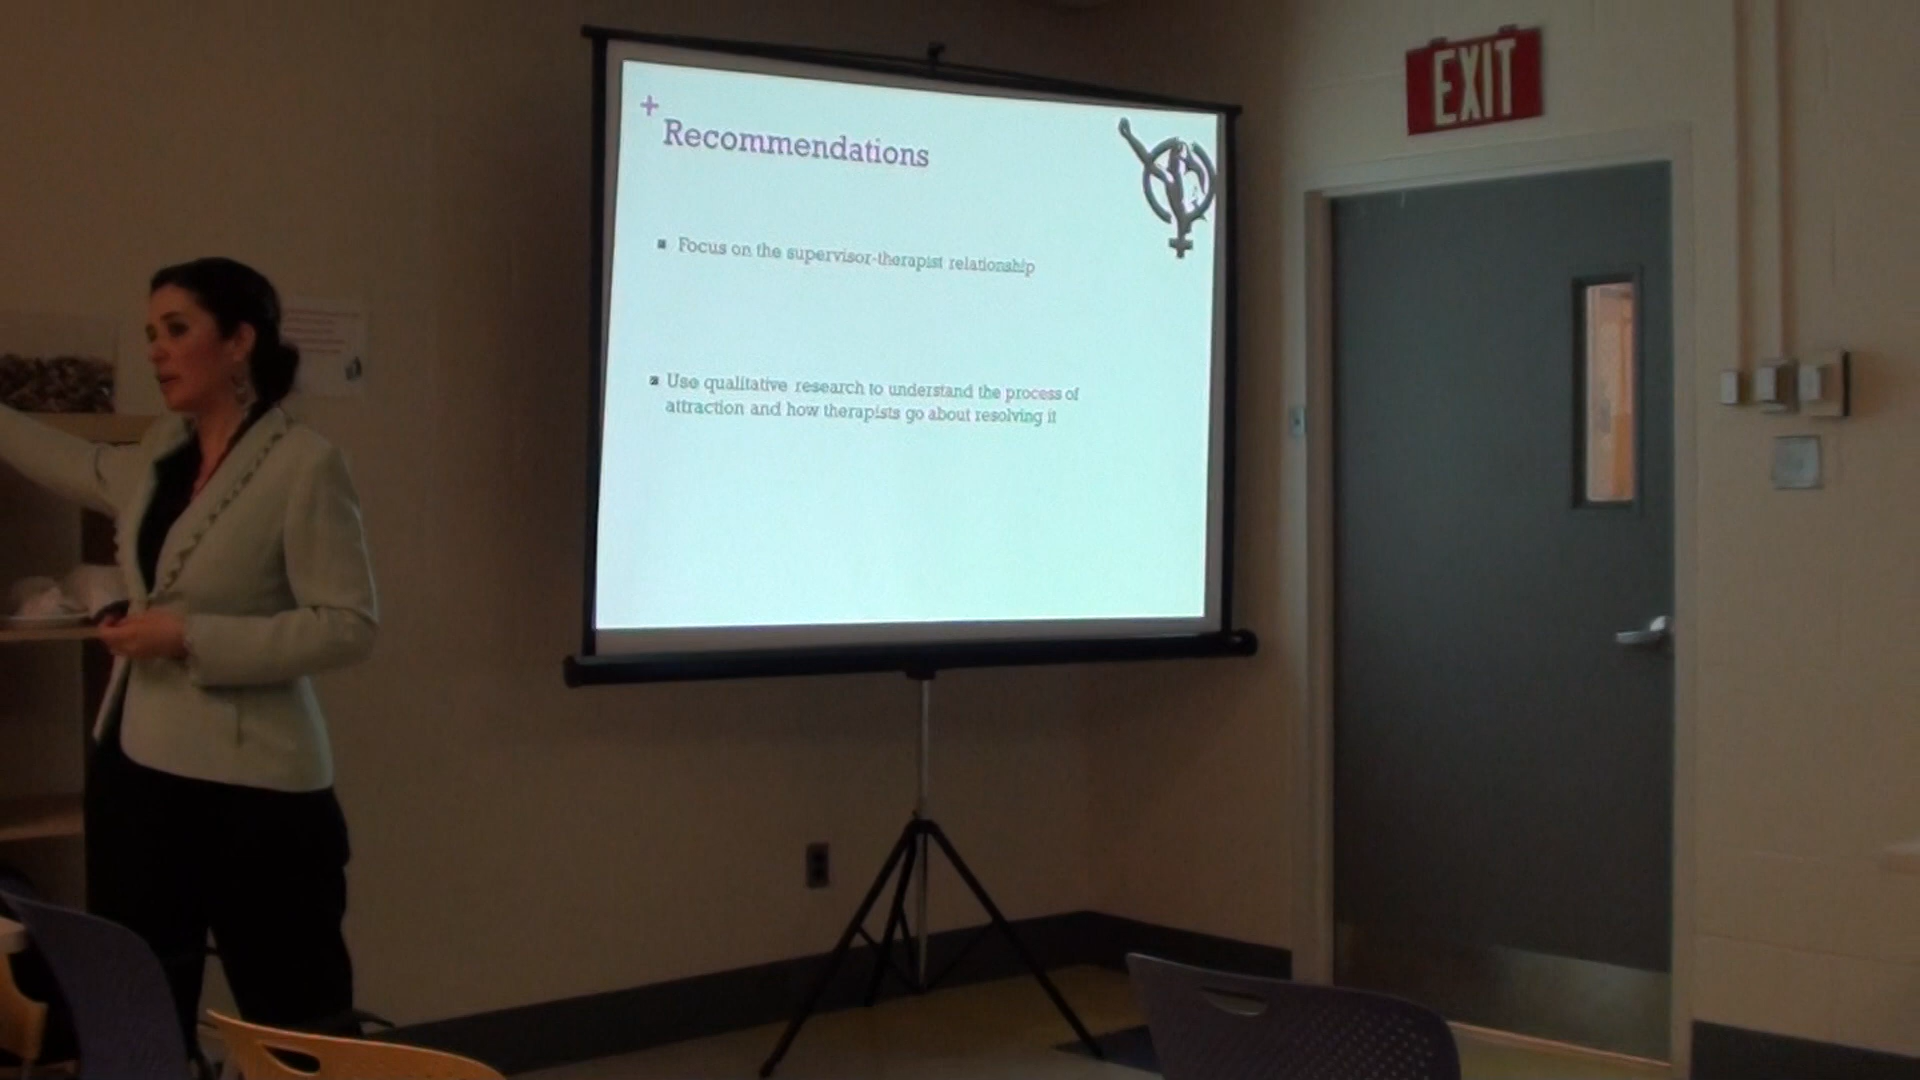 EXIT
+
Recommendations
▪ Focus on the supervisor-therapist relationship
▪ Use qualitative research to understand the process of
attraction and how therapists go about resolving it